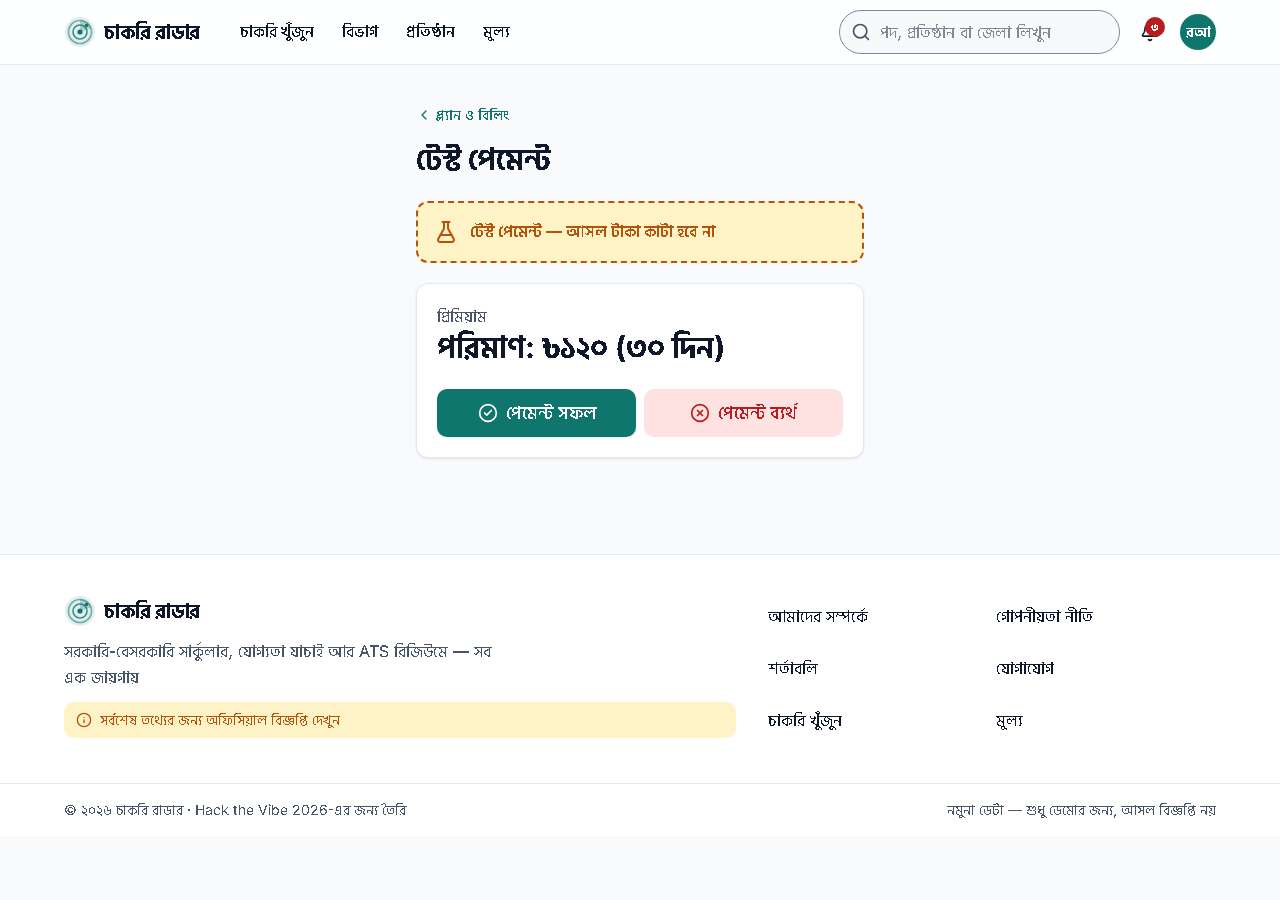 চাকরি রাডার
চাকরি খুঁজুন
বিভাগ
প্রতিষ্ঠান
মূল্য
পদ, প্রতিষ্ঠান বা জেলা লিখুন
৩
রআ
প্ল্যান ও বিলিং
টেস্ট পেমেন্ট
টেস্ট পেমেন্ট — আসল টাকা কাটা হবে না
প্রিমিয়াম
পরিমাণ: ৳১২০ (৩০ দিন)
পেমেন্ট সফল
পেমেন্ট ব্যর্থ
চাকরি রাডার
সরকারি-বেসরকারি সার্কুলার, যোগ্যতা যাচাই আর ATS রিজিউমে — সব
এক জায়গায়
সর্বশেষ তথ্যের জন্য অফিসিয়াল বিজ্ঞপ্তি দেখুন
আমাদের সম্পর্কে
গোপনীয়তা নীতি
শর্তাবলি
যোগাযোগ
চাকরি খুঁজুন
মূল্য
© ২০২৬ চাকরি রাডার · Hack the Vibe 2026-এর জন্য তৈরি
নমুনা ডেটা — শুধু ডেমোর জন্য, আসল বিজ্ঞপ্তি নয়